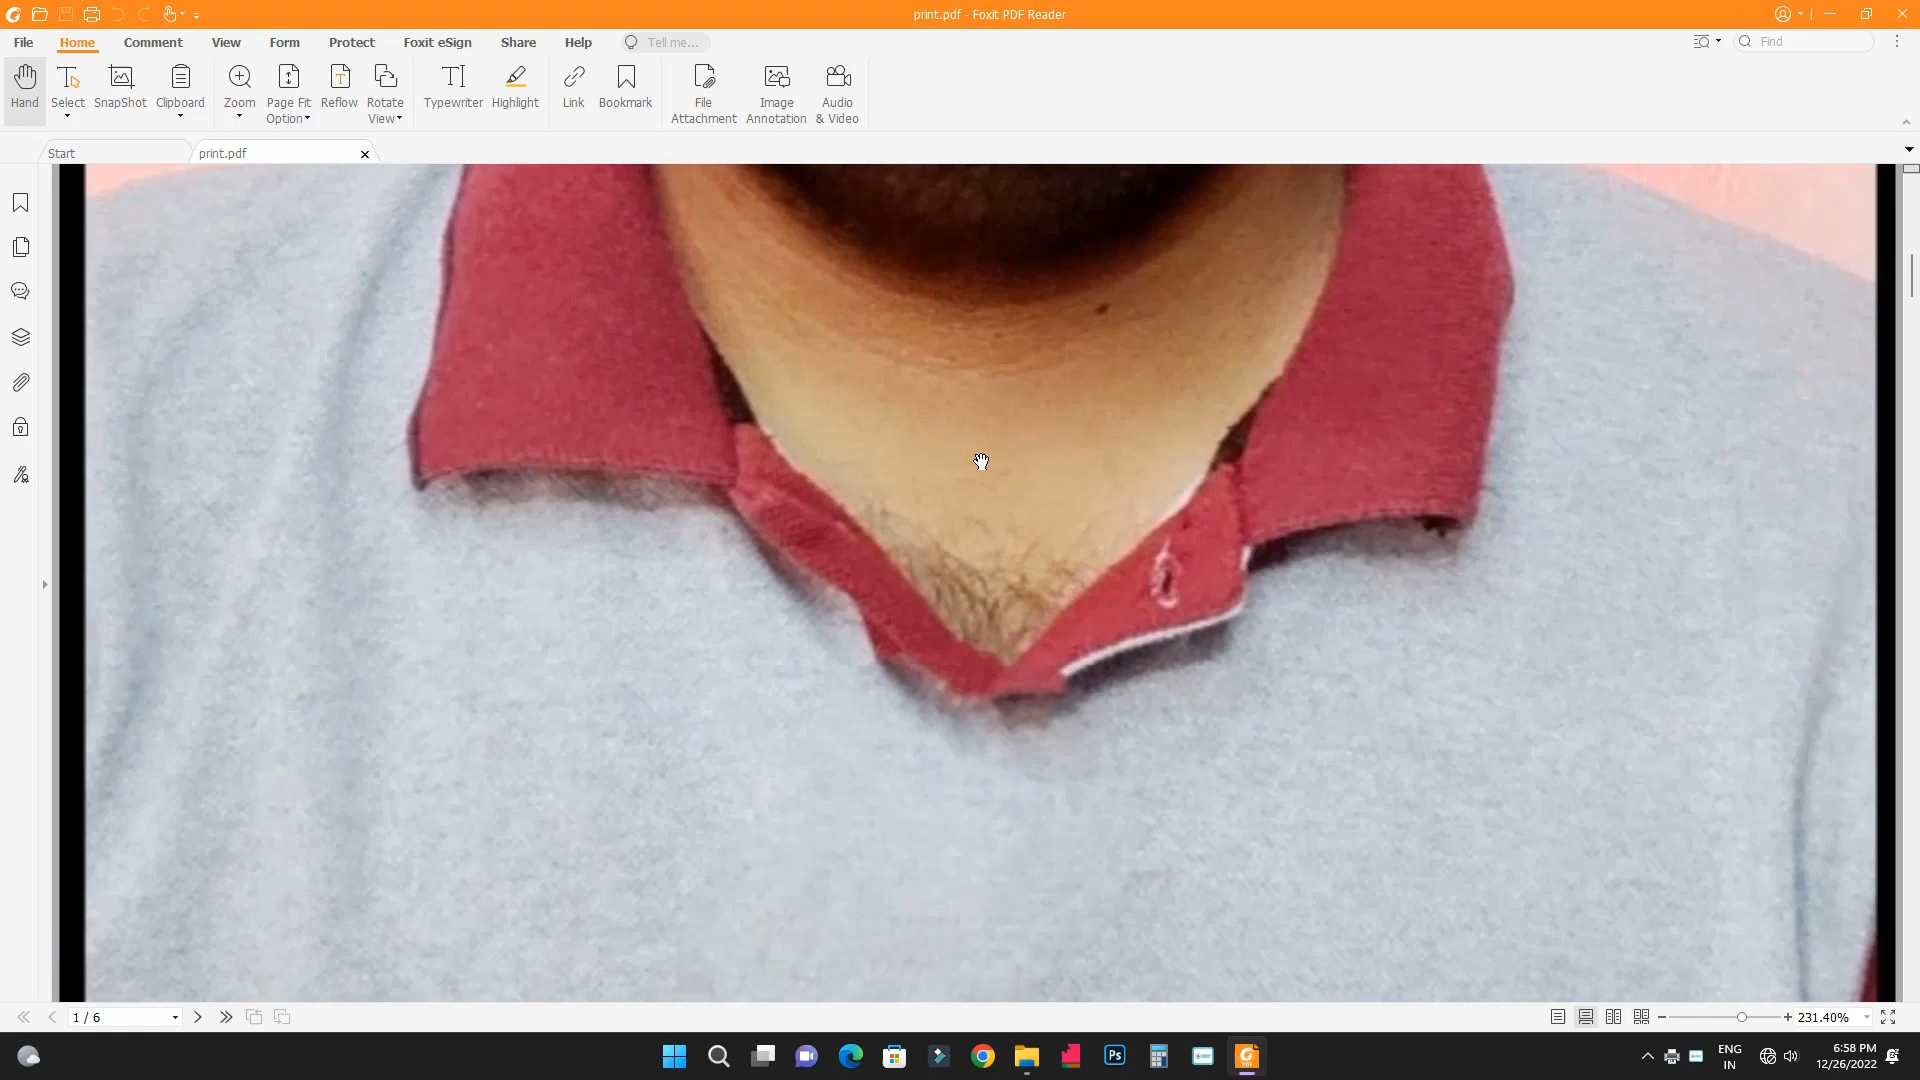 print.pdf - Foxit PDF Reader
File Home Comment View Form Protect Foxit eSign Share Help Tell me... Find
Hand Select SnapShot Clipboard Zoom Page Fit Option Reflow Rotate View Typewriter Highlight Link Bookmark File Attachment Image Annotation Audio & Video
Start print.pdf
1 / 6 231.40%
Ps PDF ENG IN 6:58 PM 12/26/2022